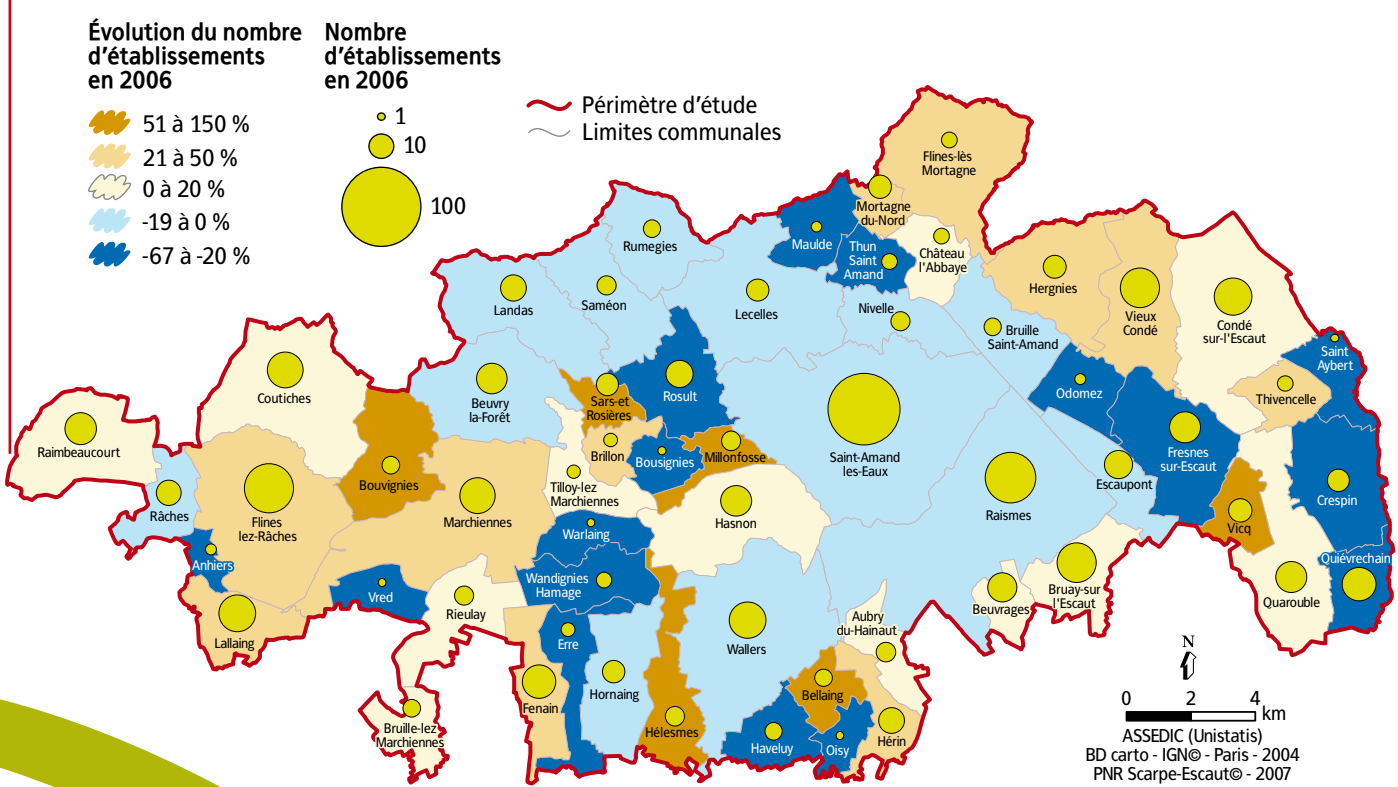 Évolution du nombre
d'établissements
en 2006
51 à 150 %
21 à 50 %
0 à 20 %
-19 à 0 %
-67 à -20 %
Nombre
d'établissements
en 2006
1
10
100
Périmètre d'étude
Limites communales
Flines-lès
Mortagne
Mortagne
du-Nord
Maulde
Thun
Saint
Amand
Château
l'Abbaye
Rumegies
Landas
Saméon
Lecelles
Nivelle
Bruille
Saint-Amand
Hergnies
Vieux
Condé
Condé
sur-l'Escaut
Saint
Aybert
Thivencelle
Odomez
Fresnes
sur-Escaut
Escaupont
Crespin
Vicq
Quiévrechain
Quarouble
Coutiches
Raimbeaucourt
Râches
Flines
lez-Râches
Anhiers
Lallaing
Bouvignies
Beuvry
la-Forêt
Sars-et
Rosières
Rosult
Brillon
Bousignies
Millonfosse
Tilloy-lez
Marchiennes
Marchiennes
Hasnon
Saint-Amand
les-Eaux
Raismes
Warlaing
Wandignies
Hamage
Vred
Rieulay
Bruille-lez
Marchiennes
Fenain
Erre
Hornaing
Hélesmes
Wallers
Aubry
du-Hainaut
Bellaing
Haveluy
Oisy
Hérin
Beuvrages
Bruay-sur
l'Escaut
N
0 2 4 km
ASSEDIC (Unistatis)
BD carto - IGN© - Paris - 2004
PNR Scarpe-Escaut© - 2007